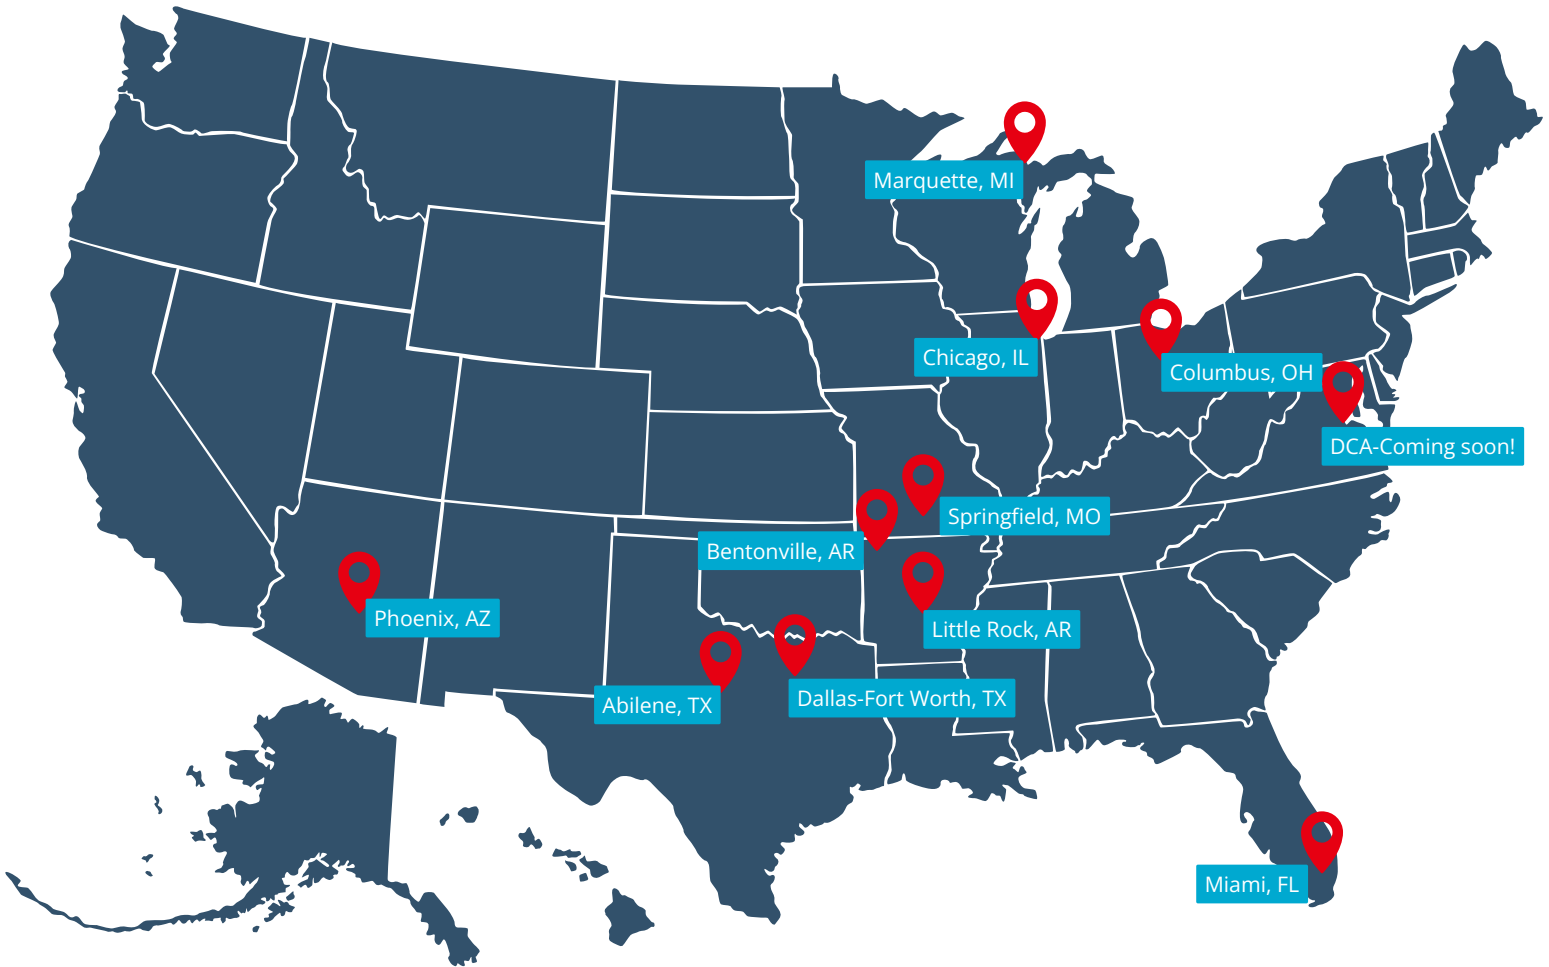 Marquette, MI
Chicago, IL
Columbus, OH
DCA-Coming soon!
Springfield, MO
Bentonville, AR
Phoenix, AZ
Little Rock, AR
Abilene, TX
Dallas-Fort Worth, TX
Miami, FL